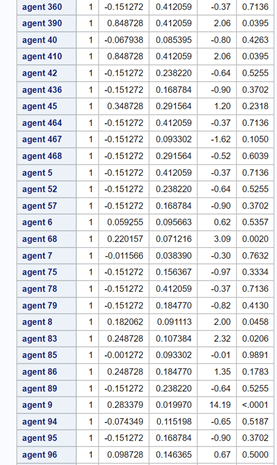 agent 360 1 -0.151272 0.412059 -0.37 0.7136
agent 390 1 0.848728 0.412059 2.06 0.0395
agent 40 1 -0.067938 0.085395 -0.80 0.4263
agent 410 1 0.848728 0.412059 2.06 0.0395
agent 42 1 -0.151272 0.238220 -0.64 0.5255
agent 436 1 -0.151272 0.168784 -0.90 0.3702
agent 45 1 0.348728 0.291564 1.20 0.2318
agent 464 1 -0.151272 0.412059 -0.37 0.7136
agent 467 1 -0.151272 0.093302 -1.62 0.1050
agent 468 1 -0.151272 0.291564 -0.52 0.6039
agent 5 1 -0.151272 0.412059 -0.37 0.7136
agent 52 1 -0.151272 0.238220 -0.64 0.5255
agent 57 1 -0.151272 0.168784 -0.90 0.3702
agent 6 1 0.059255 0.095663 0.62 0.5357
agent 68 1 0.220157 0.071216 3.09 0.0020
agent 7 1 -0.011566 0.038390 -0.30 0.7632
agent 75 1 -0.151272 0.156367 -0.97 0.3334
agent 78 1 -0.151272 0.412059 -0.37 0.7136
agent 79 1 -0.151272 0.184770 -0.82 0.4130
agent 8 1 0.182062 0.091113 2.00 0.0458
agent 83 1 0.248728 0.107384 2.32 0.0206
agent 85 1 -0.001272 0.093302 -0.01 0.9891
agent 86 1 0.248728 0.184770 1.35 0.1783
agent 89 1 -0.151272 0.238220 -0.64 0.5255
agent 9 1 0.283379 0.019970 14.19 <.0001
agent 94 1 -0.074349 0.115198 -0.65 0.5187
agent 95 1 -0.151272 0.168784 -0.90 0.3702
agent 96 1 0.098728 0.146365 0.67 0.5000